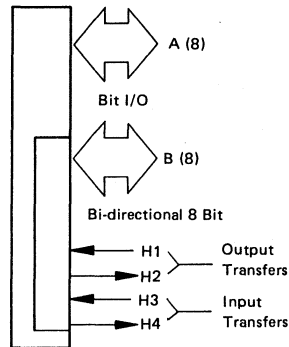 A (8)
Bit I/O
B (8)
Bi-directional 8 Bit
H1
H2
Output
Transfers
H3
H4
Input
Transfers